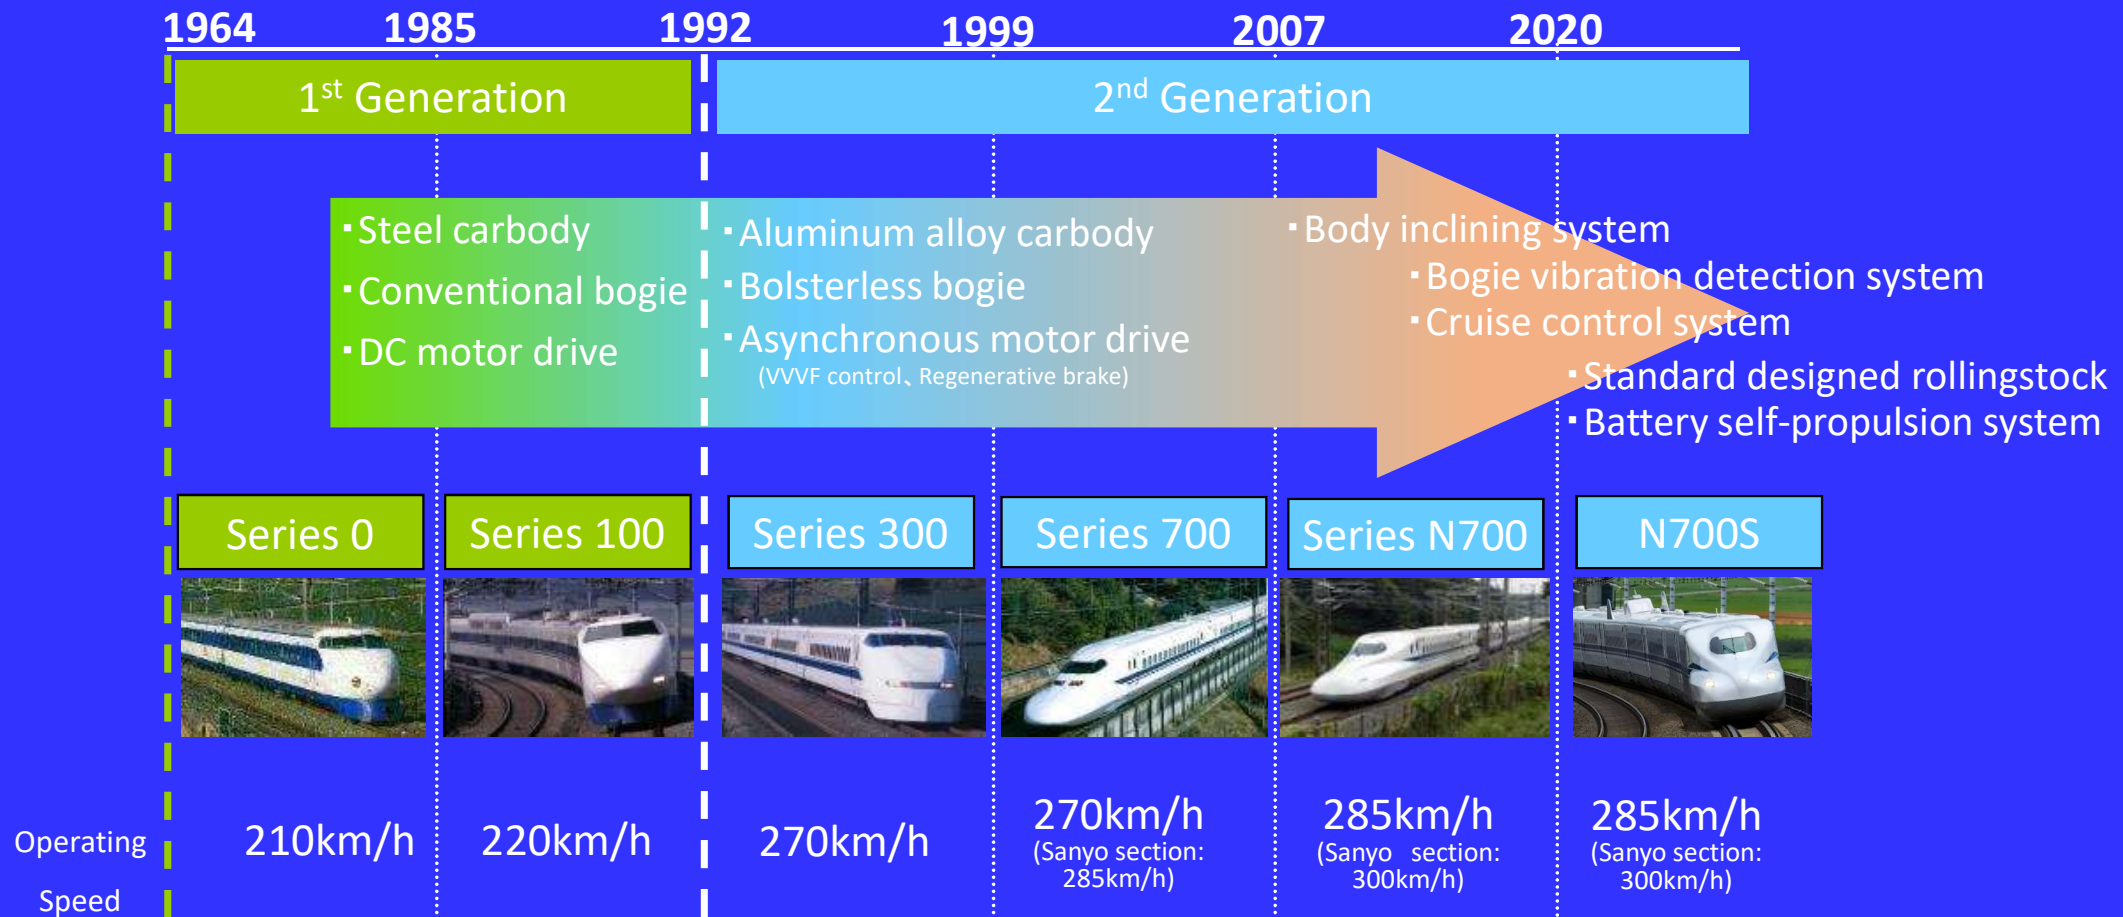 1964 1985 1992 1999 2007 2020
1st Generation 2nd Generation
・Steel carbody
・Conventional bogie
・DC motor drive
・Aluminum alloy carbody
・Bolsterless bogie
・Asynchronous motor drive
(VVVF control、Regenerative brake)
・Body inclining system
・Bogie vibration detection system
・Cruise control system
・Standard designed rollingstock
・Battery self-propulsion system
Series 0 Series 100 Series 300 Series 700 Series N700 N700S
Operating
Speed
210km/h
220km/h
270km/h
270km/h
(Sanyo section:
285km/h)
285km/h
(Sanyo section:
300km/h)
285km/h
(Sanyo section:
300km/h)